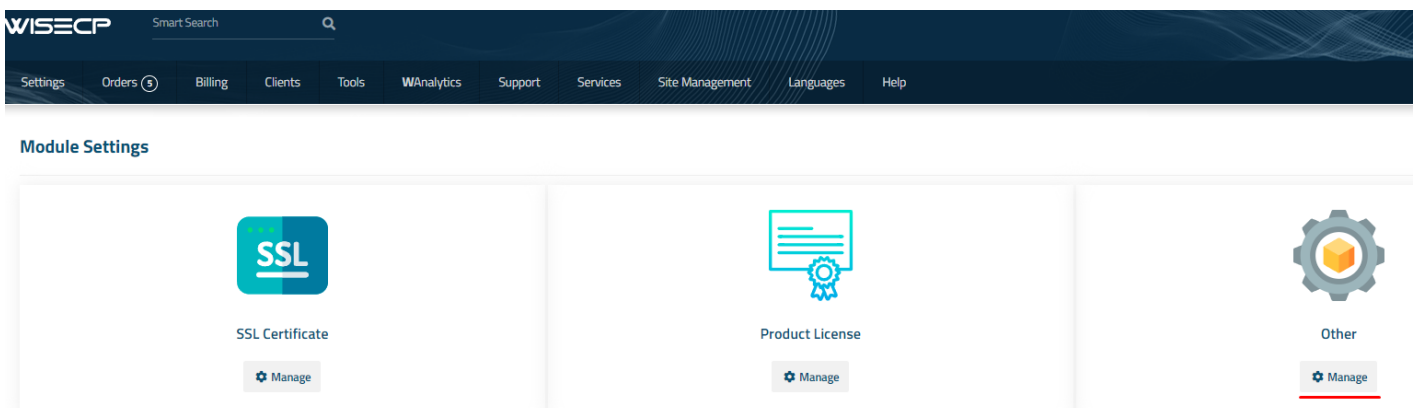 WISECP
Smart Search
Settings
Orders 5
Billing
Clients
Tools
WAnalytics
Support
Services
Site Management
Languages
Help
Module Settings
SSL
SSL Certificate
Manage
Product License
Manage
Other
Manage